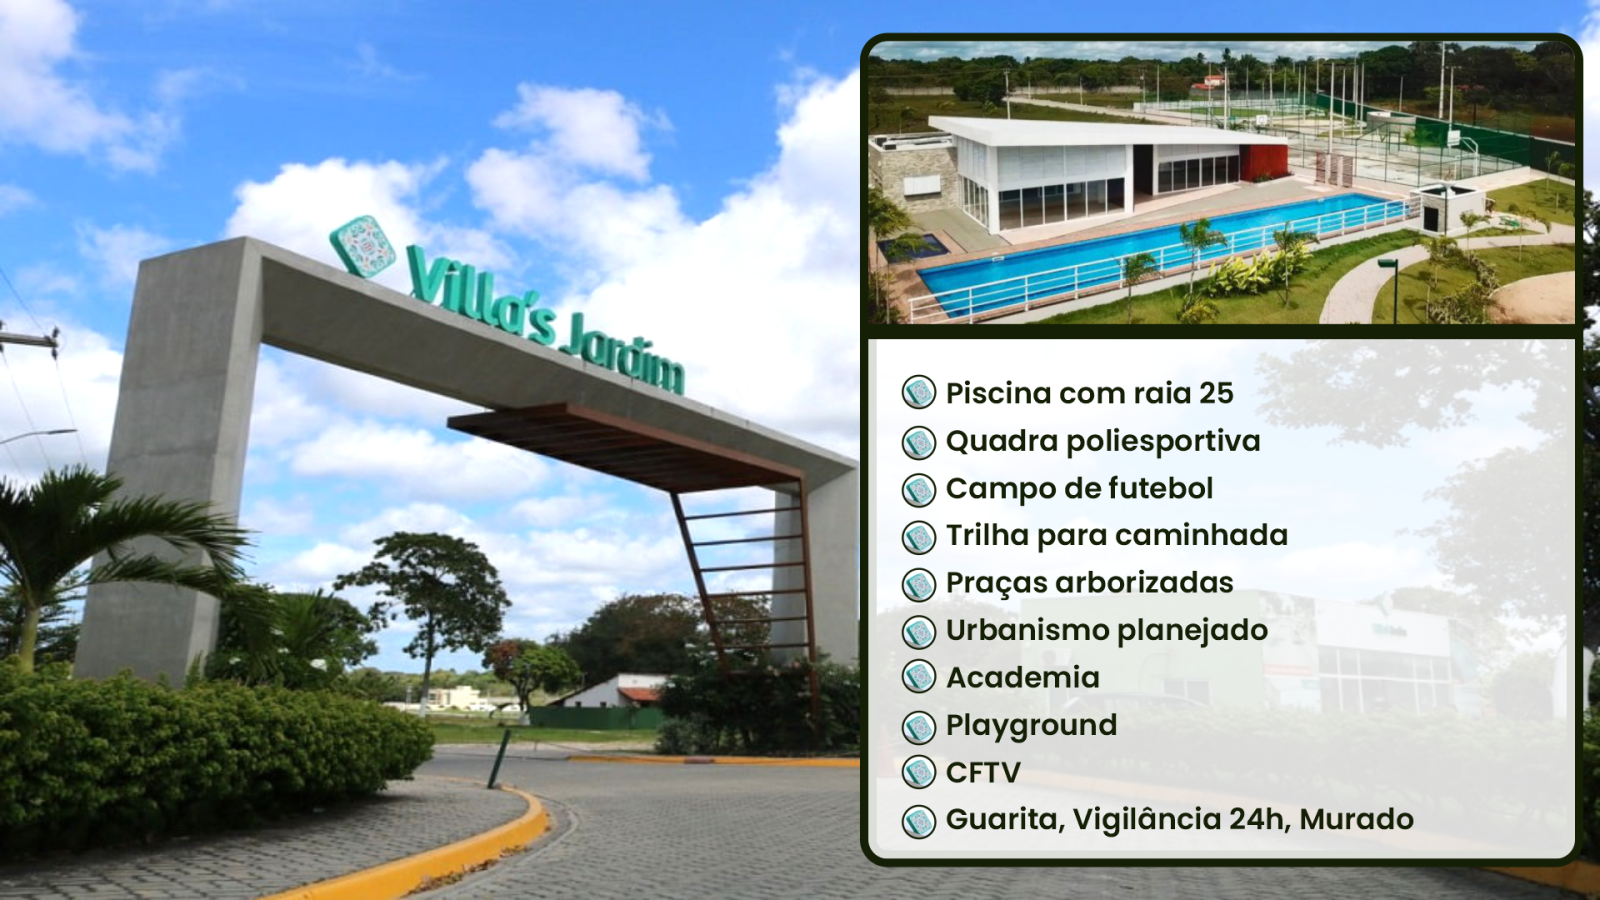 Villa's Jardim
Piscina com raia 25
Quadra poliesportiva
Campo de futebol
Trilha para caminhada
Praças arborizadas
Urbanismo planejado
Academia
Playground
CFTV
Guarita, Vigilância 24h, Murado